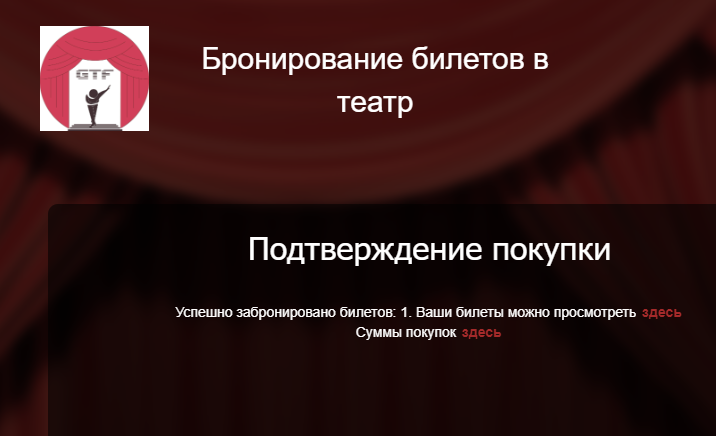 GTF
Бронирование билетов в
театр
Подтверждение покупки
Успешно забронировано билетов: 1. Ваши билеты можно просмотреть здесь
Суммы покупок здесь